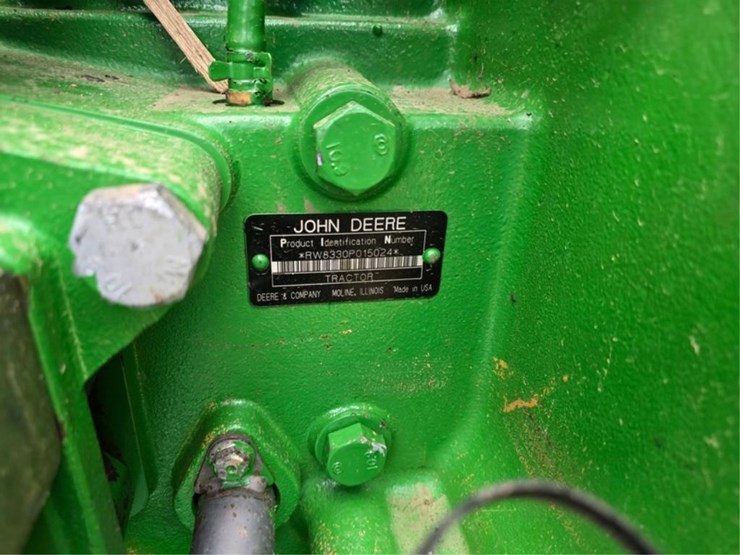 JOHN DEERE
Product Identification Number
*RW8330P015024*
TRACTOR
DEERE & COMPANY MOLINE, ILLINOIS Made in USA